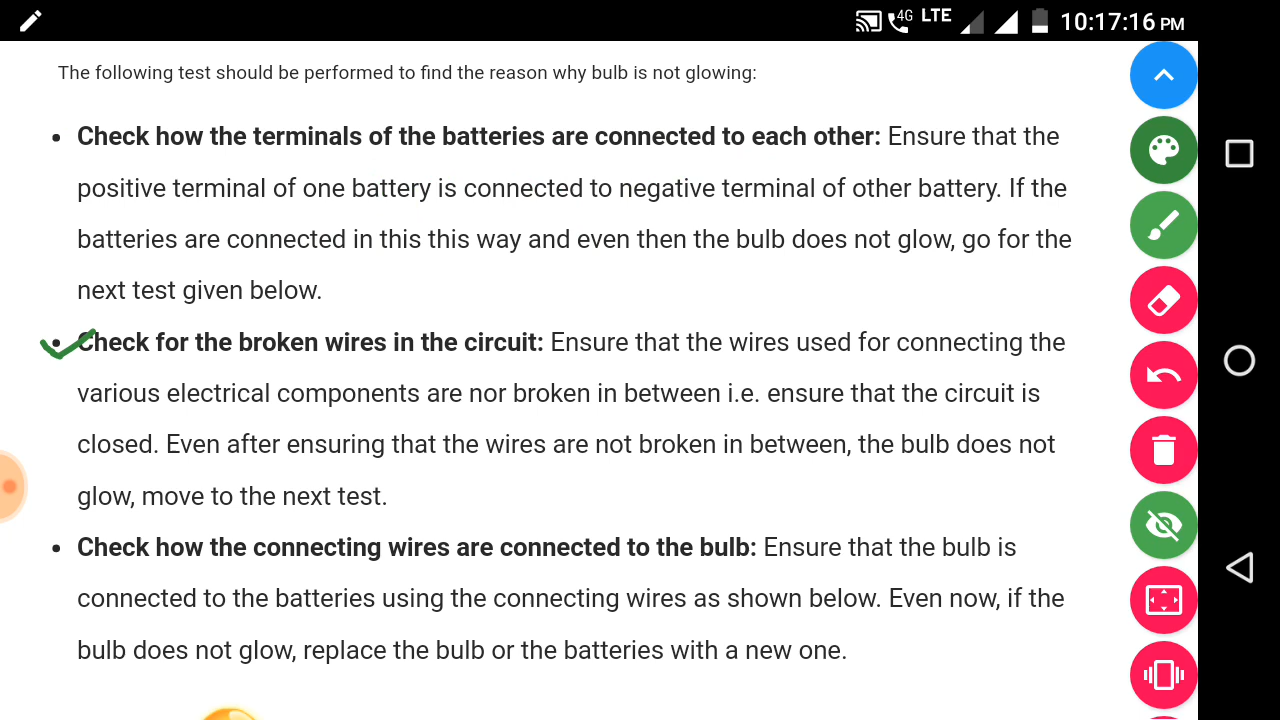 4G LTE 10:17:16 PM
The following test should be performed to find the reason why bulb is not glowing:
• Check how the terminals of the batteries are connected to each other: Ensure that the
positive terminal of one battery is connected to negative terminal of other battery. If the
batteries are connected in this this way and even then the bulb does not glow, go for the
next test given below.
• Check for the broken wires in the circuit: Ensure that the wires used for connecting the
various electrical components are nor broken in between i.e. ensure that the circuit is
closed. Even after ensuring that the wires are not broken in between, the bulb does not
glow, move to the next test.
• Check how the connecting wires are connected to the bulb: Ensure that the bulb is
connected to the batteries using the connecting wires as shown below. Even now, if the
bulb does not glow, replace the bulb or the batteries with a new one.